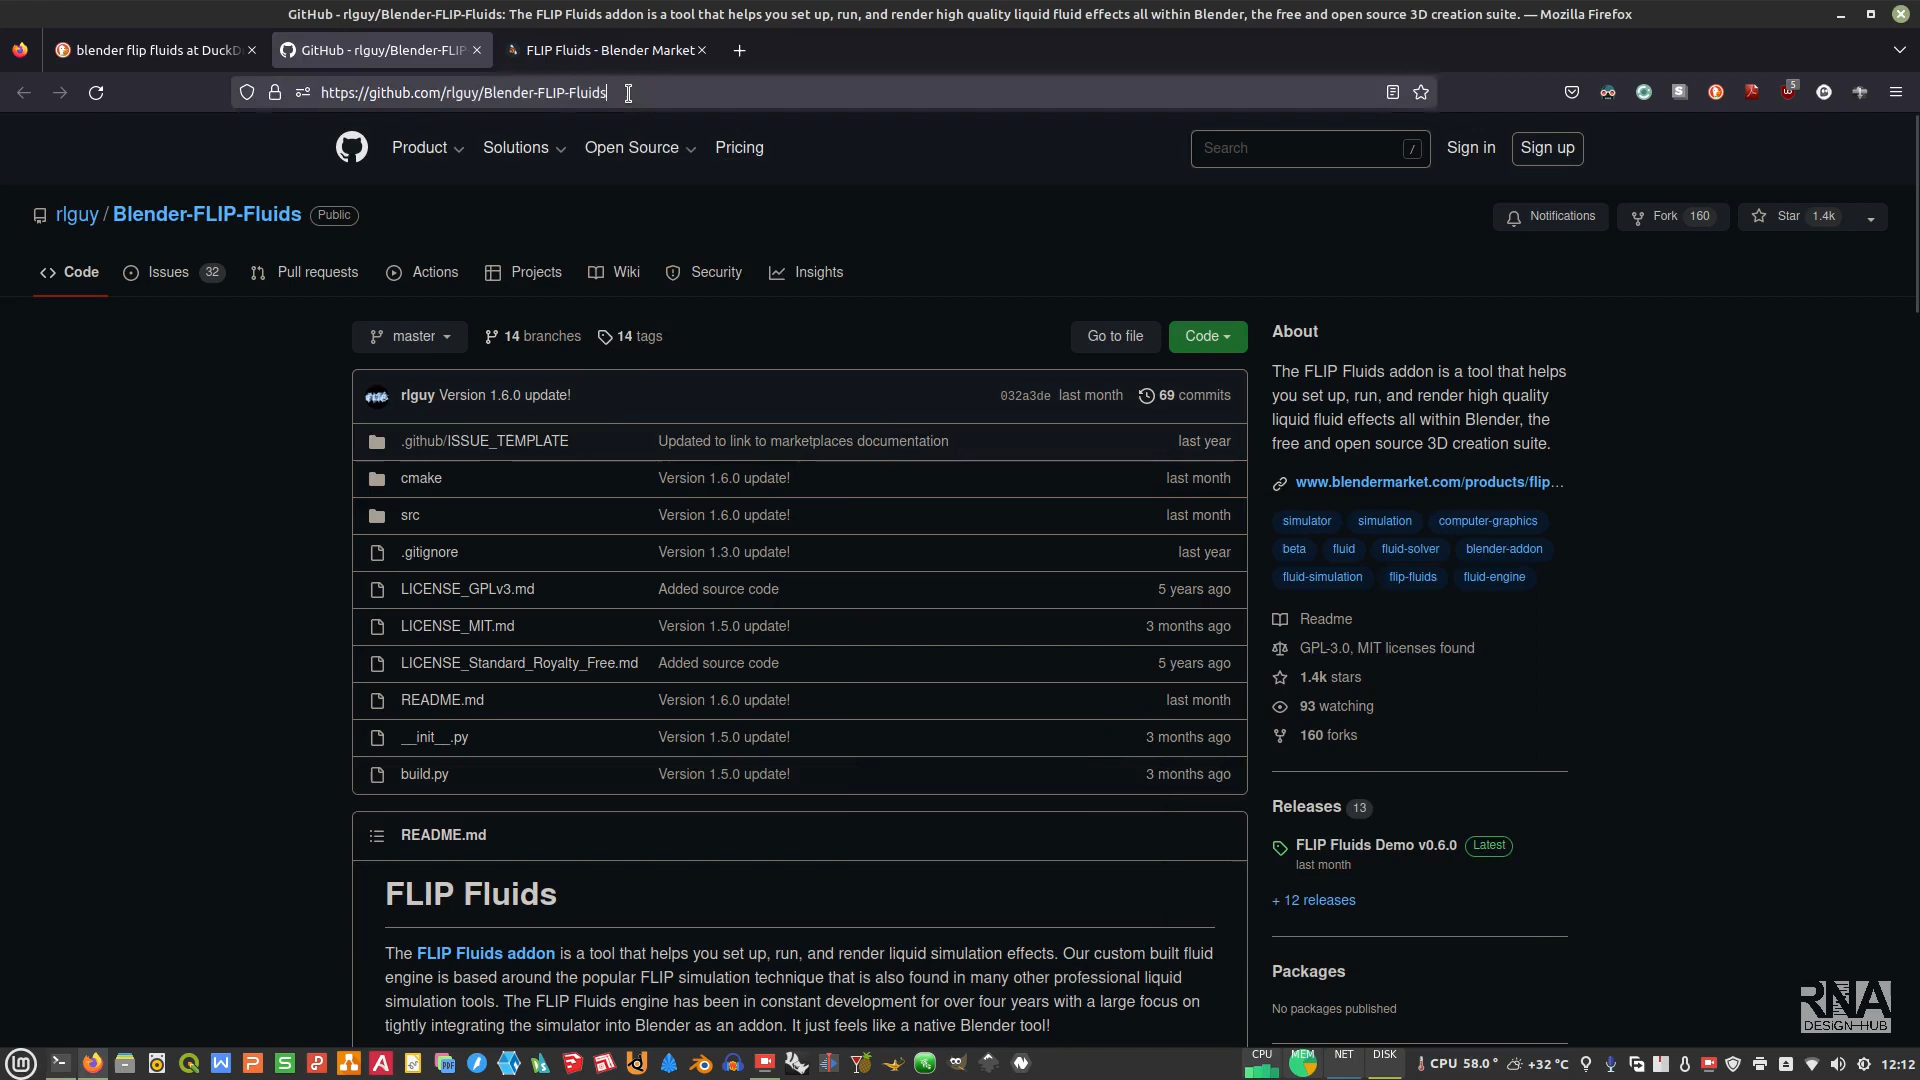 GitHub - rlguy/Blender-FLIP-Fluids: The FLIP Fluids addon is a tool that helps you set up, run, and render high quality liquid fluid effects all within Blender, the free and open source 3D creation suite. — Mozilla Firefox
blender flip fluids at DuckD
GitHub - rlguy/Blender-FLIP
FLIP Fluids - Blender Market
https://github.com/rlguy/Blender-FLIP-Fluids
5
Product
Solutions
Open Source
Pricing
Search
/
Sign in
Sign up
rlguy / Blender-FLIP-Fluids
Public
Notifications
Fork 160
Star 1.4k
Code
Issues 32
Pull requests
Actions
Projects
Wiki
Security
Insights
master
14 branches
14 tags
Go to file
Code
rlguy Version 1.6.0 update!
032a3de last month
69 commits
.github/ISSUE_TEMPLATE Updated to link to marketplaces documentation last year
cmake Version 1.6.0 update! last month
src Version 1.6.0 update! last month
.gitignore Version 1.3.0 update! last year
LICENSE_GPLv3.md Added source code 5 years ago
LICENSE_MIT.md Version 1.5.0 update! 3 months ago
LICENSE_Standard_Royalty_Free.md Added source code 5 years ago
README.md Version 1.6.0 update! last month
__init__.py Version 1.5.0 update! 3 months ago
build.py Version 1.5.0 update! 3 months ago
README.md
FLIP Fluids
The FLIP Fluids addon is a tool that helps you set up, run, and render liquid simulation effects. Our custom built fluid
engine is based around the popular FLIP simulation technique that is also found in many other professional liquid
simulation tools. The FLIP Fluids engine has been in constant development for over four years with a large focus on
tightly integrating the simulator into Blender as an addon. It just feels like a native Blender tool!
About
The FLIP Fluids addon is a tool that helps
you set up, run, and render high quality
liquid fluid effects all within Blender, the
free and open source 3D creation suite.
www.blendermarket.com/products/flip…
simulator simulation computer-graphics
beta fluid fluid-solver blender-addon
fluid-simulation flip-fluids fluid-engine
Readme
GPL-3.0, MIT licenses found
1.4k stars
93 watching
160 forks
Releases 13
FLIP Fluids Demo v0.6.0 Latest
last month
+ 12 releases
Packages
No packages published
RNA
DESIGN-HUB
CPU MEM NET DISK
CPU 58.0°
+32 °C
12:12